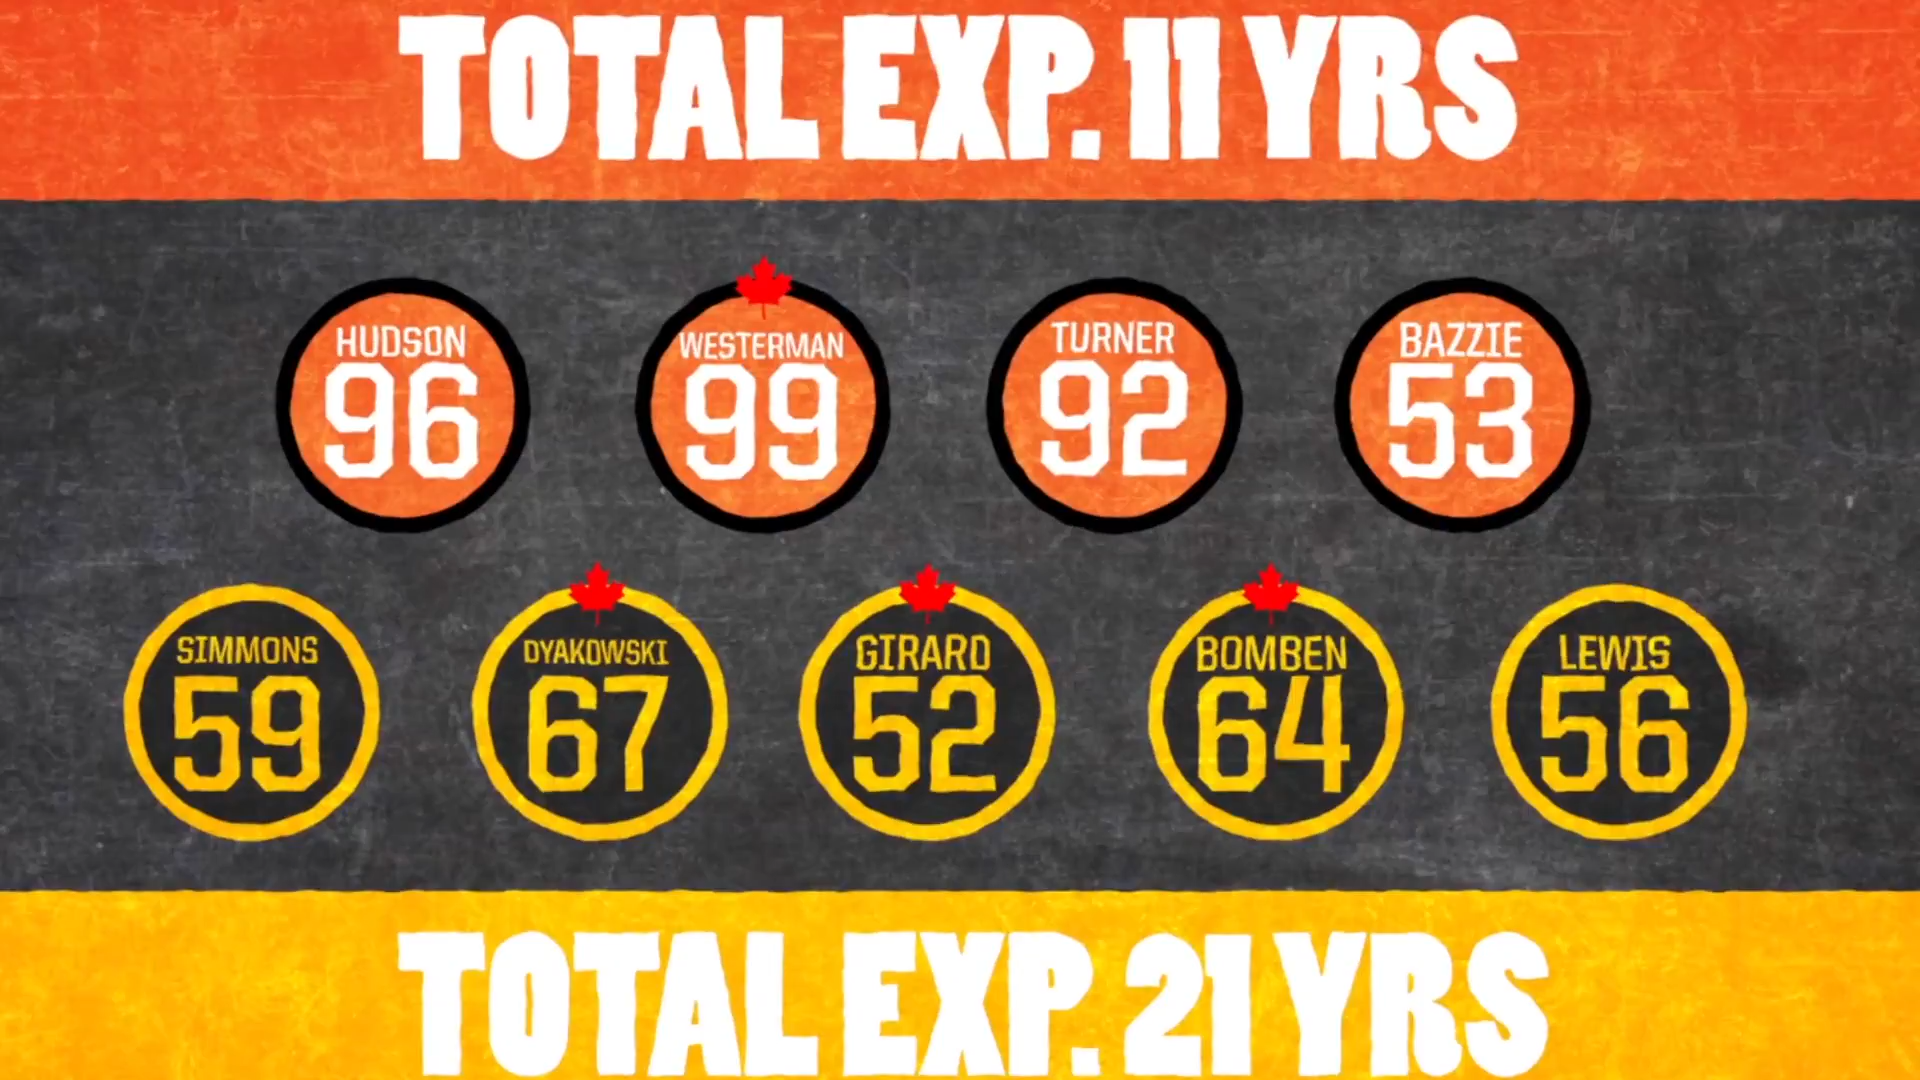 TOTAL EXP. 11 YRS
HUDSON
96
WESTERMAN
99
TURNER
92
BAZZIE
53
SIMMONS
59
DYAKOWSKI
67
GIRARD
52
BOMBEN
64
LEWIS
56
TOTAL EXP. 21 YRS